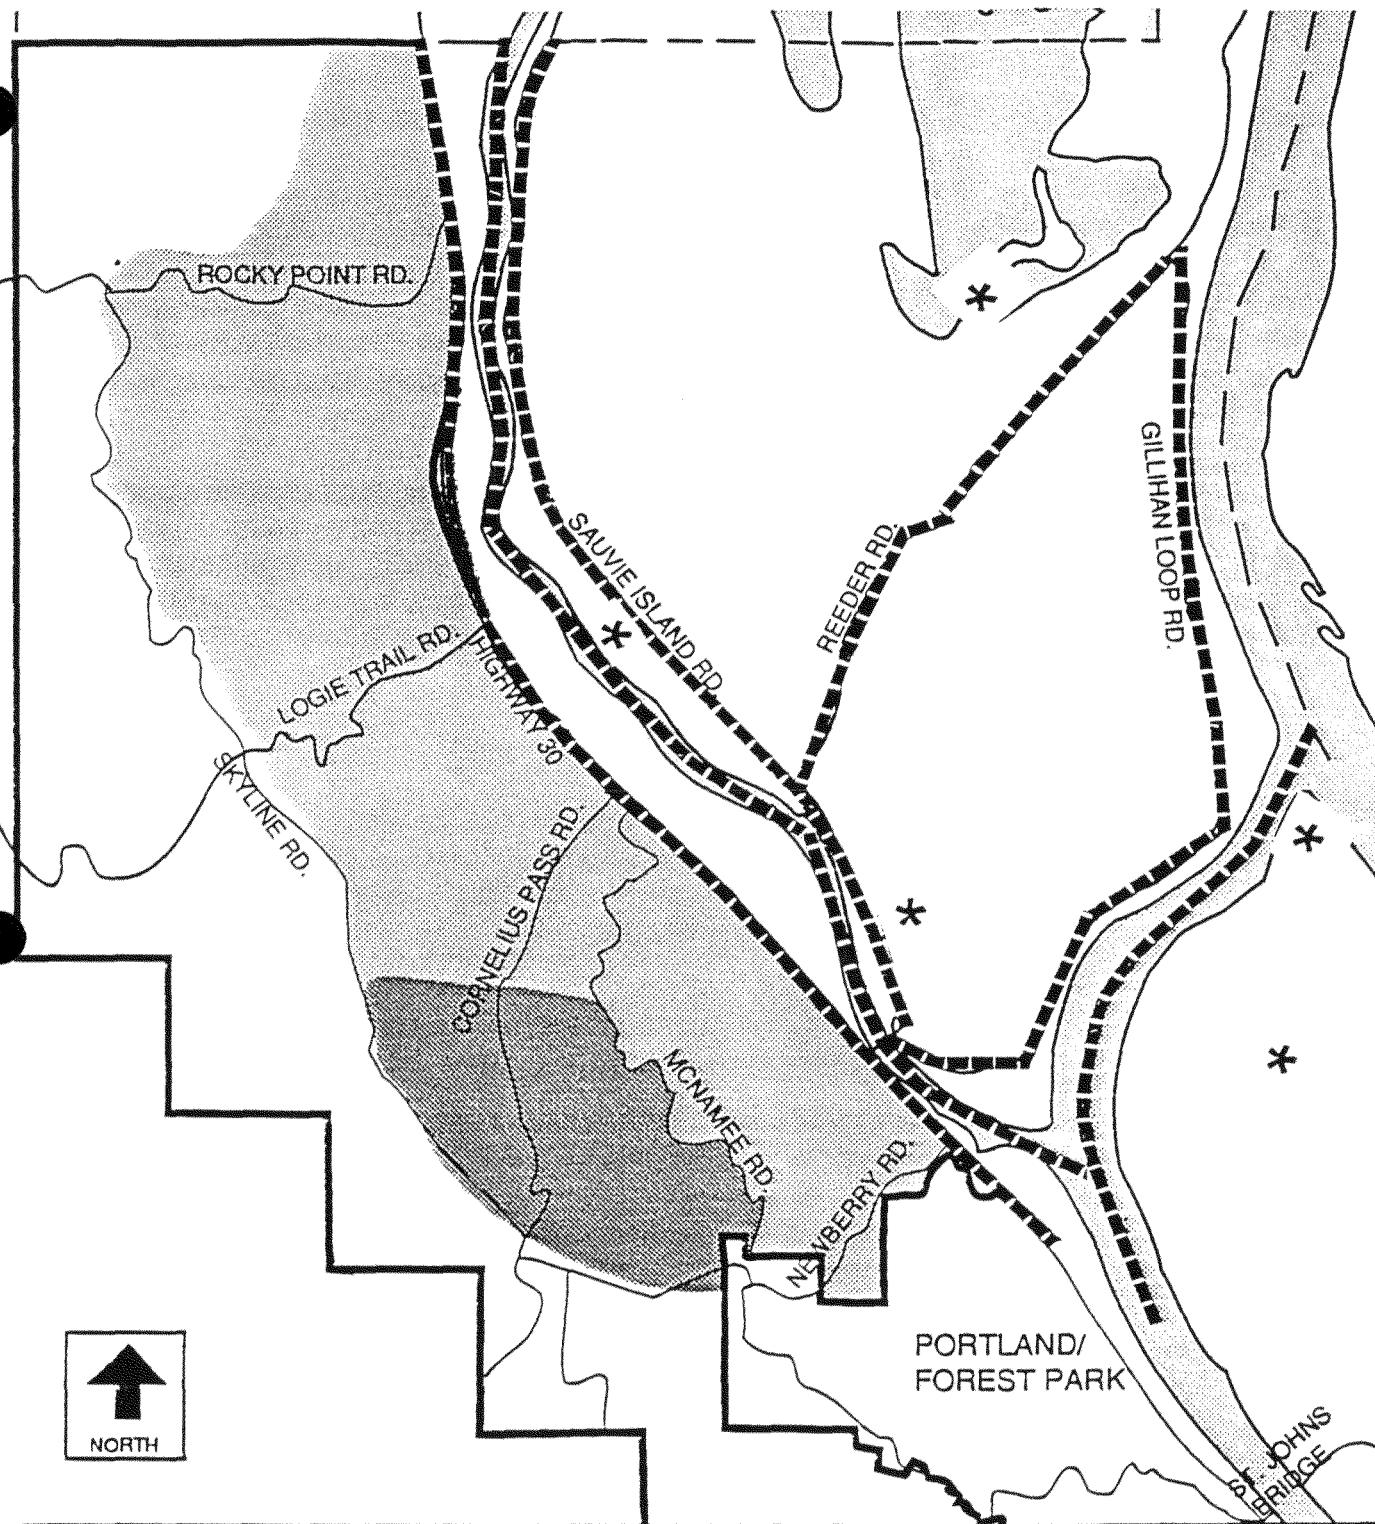 ROCKY POINT RD.
GILLIHAN LOOP RD.
SAUVIE ISLAND RD.
REEDER RD.
LOGIE TRAIL RD.
HIGHWAY 30
SKYLINE RD.
CORNELIUS PASS RD.
MCNAMEE RD.
NEWBERRY RD.
PORTLAND/
FOREST PARK
NORTH
ST. JOHNS
BRIDGE